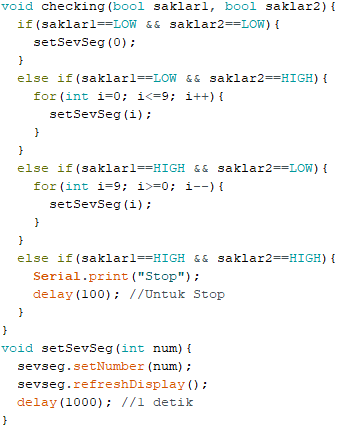 void checking(bool saklar1, bool saklar2){
  if(saklar1==LOW && saklar2==LOW){
    setSevSeg(0);
  }
  else if(saklar1==LOW && saklar2==HIGH){
    for(int i=0; i<=9; i++){
      setSevSeg(i);
    }
  }
  else if(saklar1==HIGH && saklar2==LOW){
    for(int i=9; i>=0; i--){
      setSevSeg(i);
    }
  }
  else if(saklar1==HIGH && saklar2==HIGH){
    Serial.print("Stop");
    delay(100); //Untuk Stop
  }
}
void setSevSeg(int num){
  sevseg.setNumber(num);
  sevseg.refreshDisplay();
  delay(1000); //1 detik
}